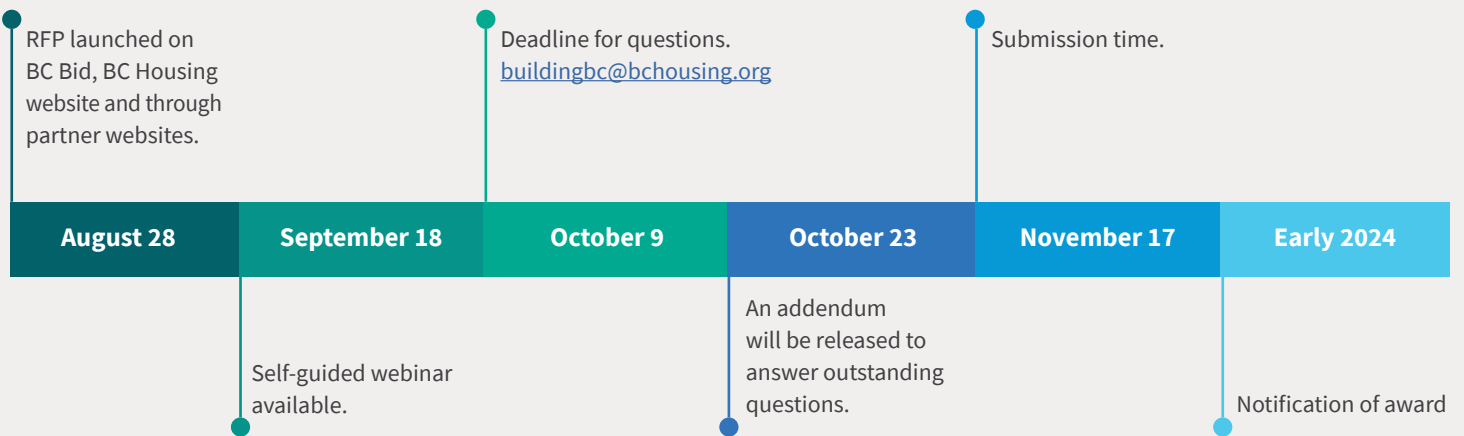 RFP launched on
BC Bid, BC Housing
website and through
partner websites.
Deadline for questions.
buildingbc@bchousing.org
Submission time.
August 28
September 18
October 9
October 23
November 17
Early 2024
Self-guided webinar
available.
An addendum
will be released to
answer outstanding
questions.
Notification of award